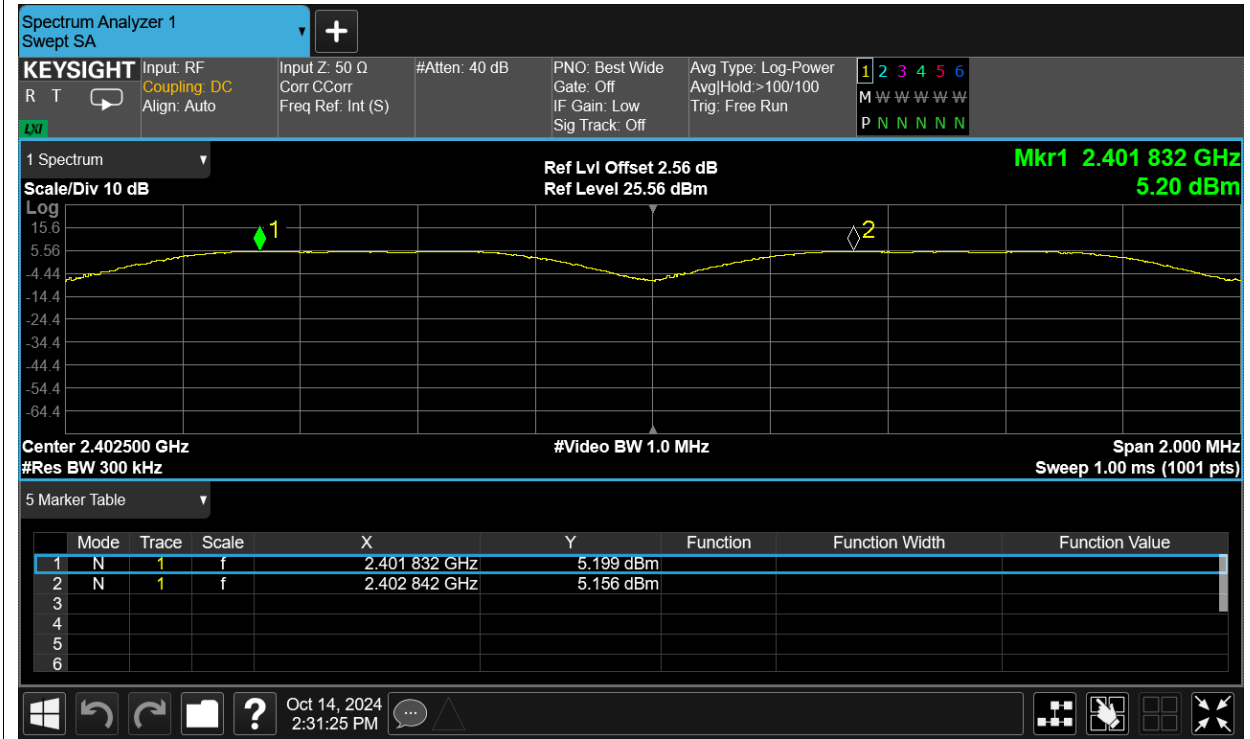 Spectrum Analyzer 1
Swept SA
KEYSIGHT
R T
LXI
Input: RF
Coupling: DC
Align: Auto
Input Z: 50 Ω
Corr CCorr
Freq Ref: Int (S)
#Atten: 40 dB
PNO: Best Wide
Gate: Off
IF Gain: Low
Sig Track: Off
Avg Type: Log-Power
Avg|Hold:>100/100
Trig: Free Run
1 2 3 4 5 6
M W W W W W
P N N N N N
1 Spectrum
Scale/Div 10 dB
Ref Lvl Offset 2.56 dB
Ref Level 25.56 dBm
Mkr1 2.401 832 GHz
5.20 dBm
Log
15.6
5.56
-4.44
-14.4
-24.4
-34.4
-44.4
-54.4
-64.4
1
2
Center 2.402500 GHz
#Res BW 300 kHz
#Video BW 1.0 MHz
Span 2.000 MHz
Sweep 1.00 ms (1001 pts)
5 Marker Table
Mode Trace Scale X Y Function Function Width Function Value
1 N 1 f 2.401 832 GHz 5.199 dBm
2 N 1 f 2.402 842 GHz 5.156 dBm
3
4
5
6
?
Oct 14, 2024
2:31:25 PM